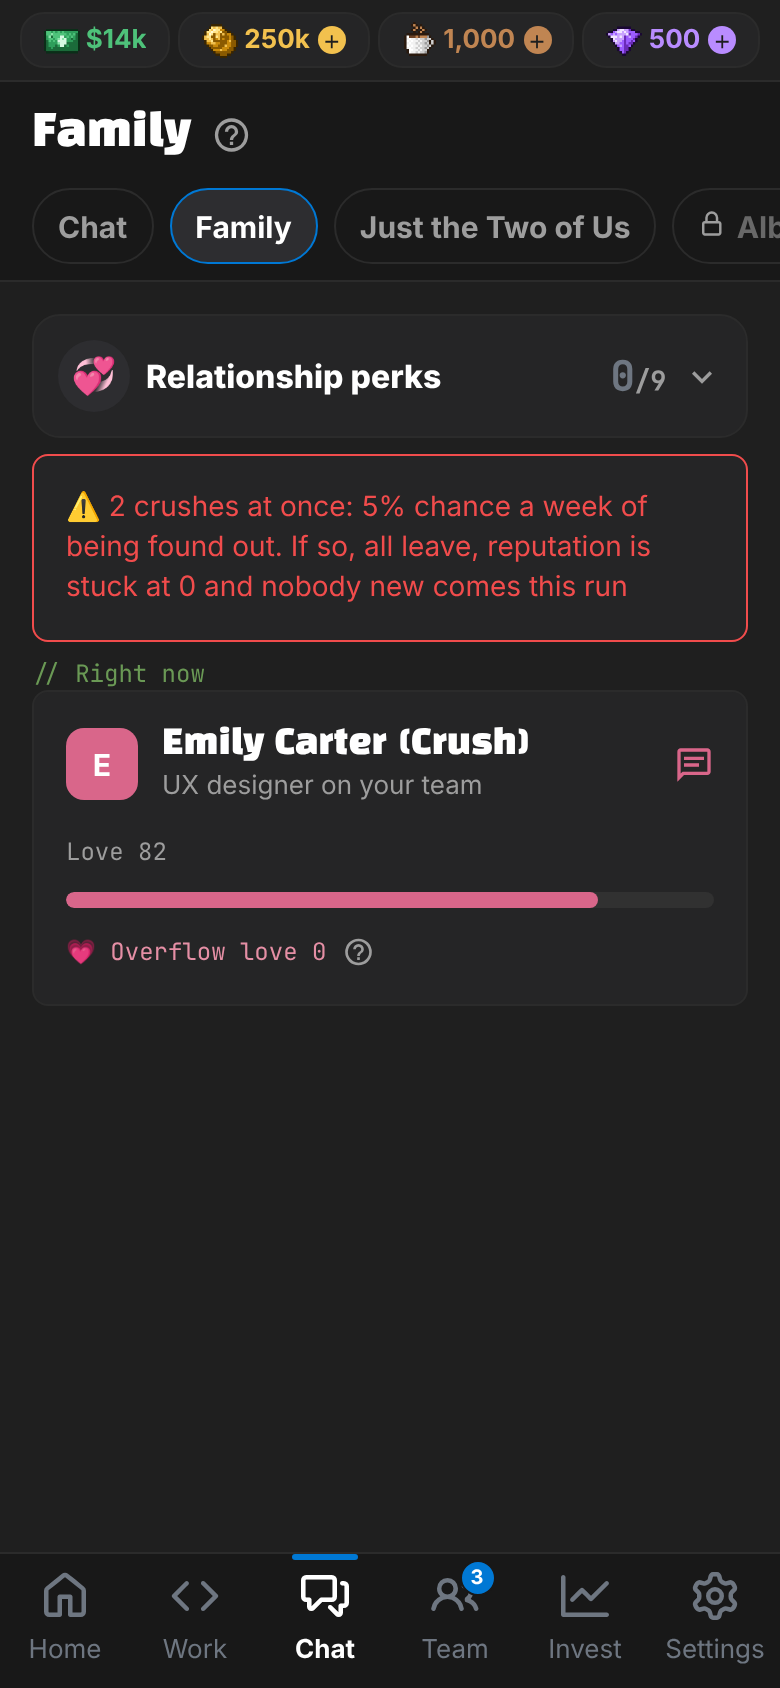 $14k
250k
1,000
500
Family
Chat
Family
Just the Two of Us
Alb
Relationship perks
0/9
⚠️ 2 crushes at once: 5% chance a week of
being found out. If so, all leave, reputation is
stuck at 0 and nobody new comes this run
// Right now
E
Emily Carter (Crush)
UX designer on your team
Love 82
Overflow love 0
3
Home
Work
Chat
Team
Invest
Settings